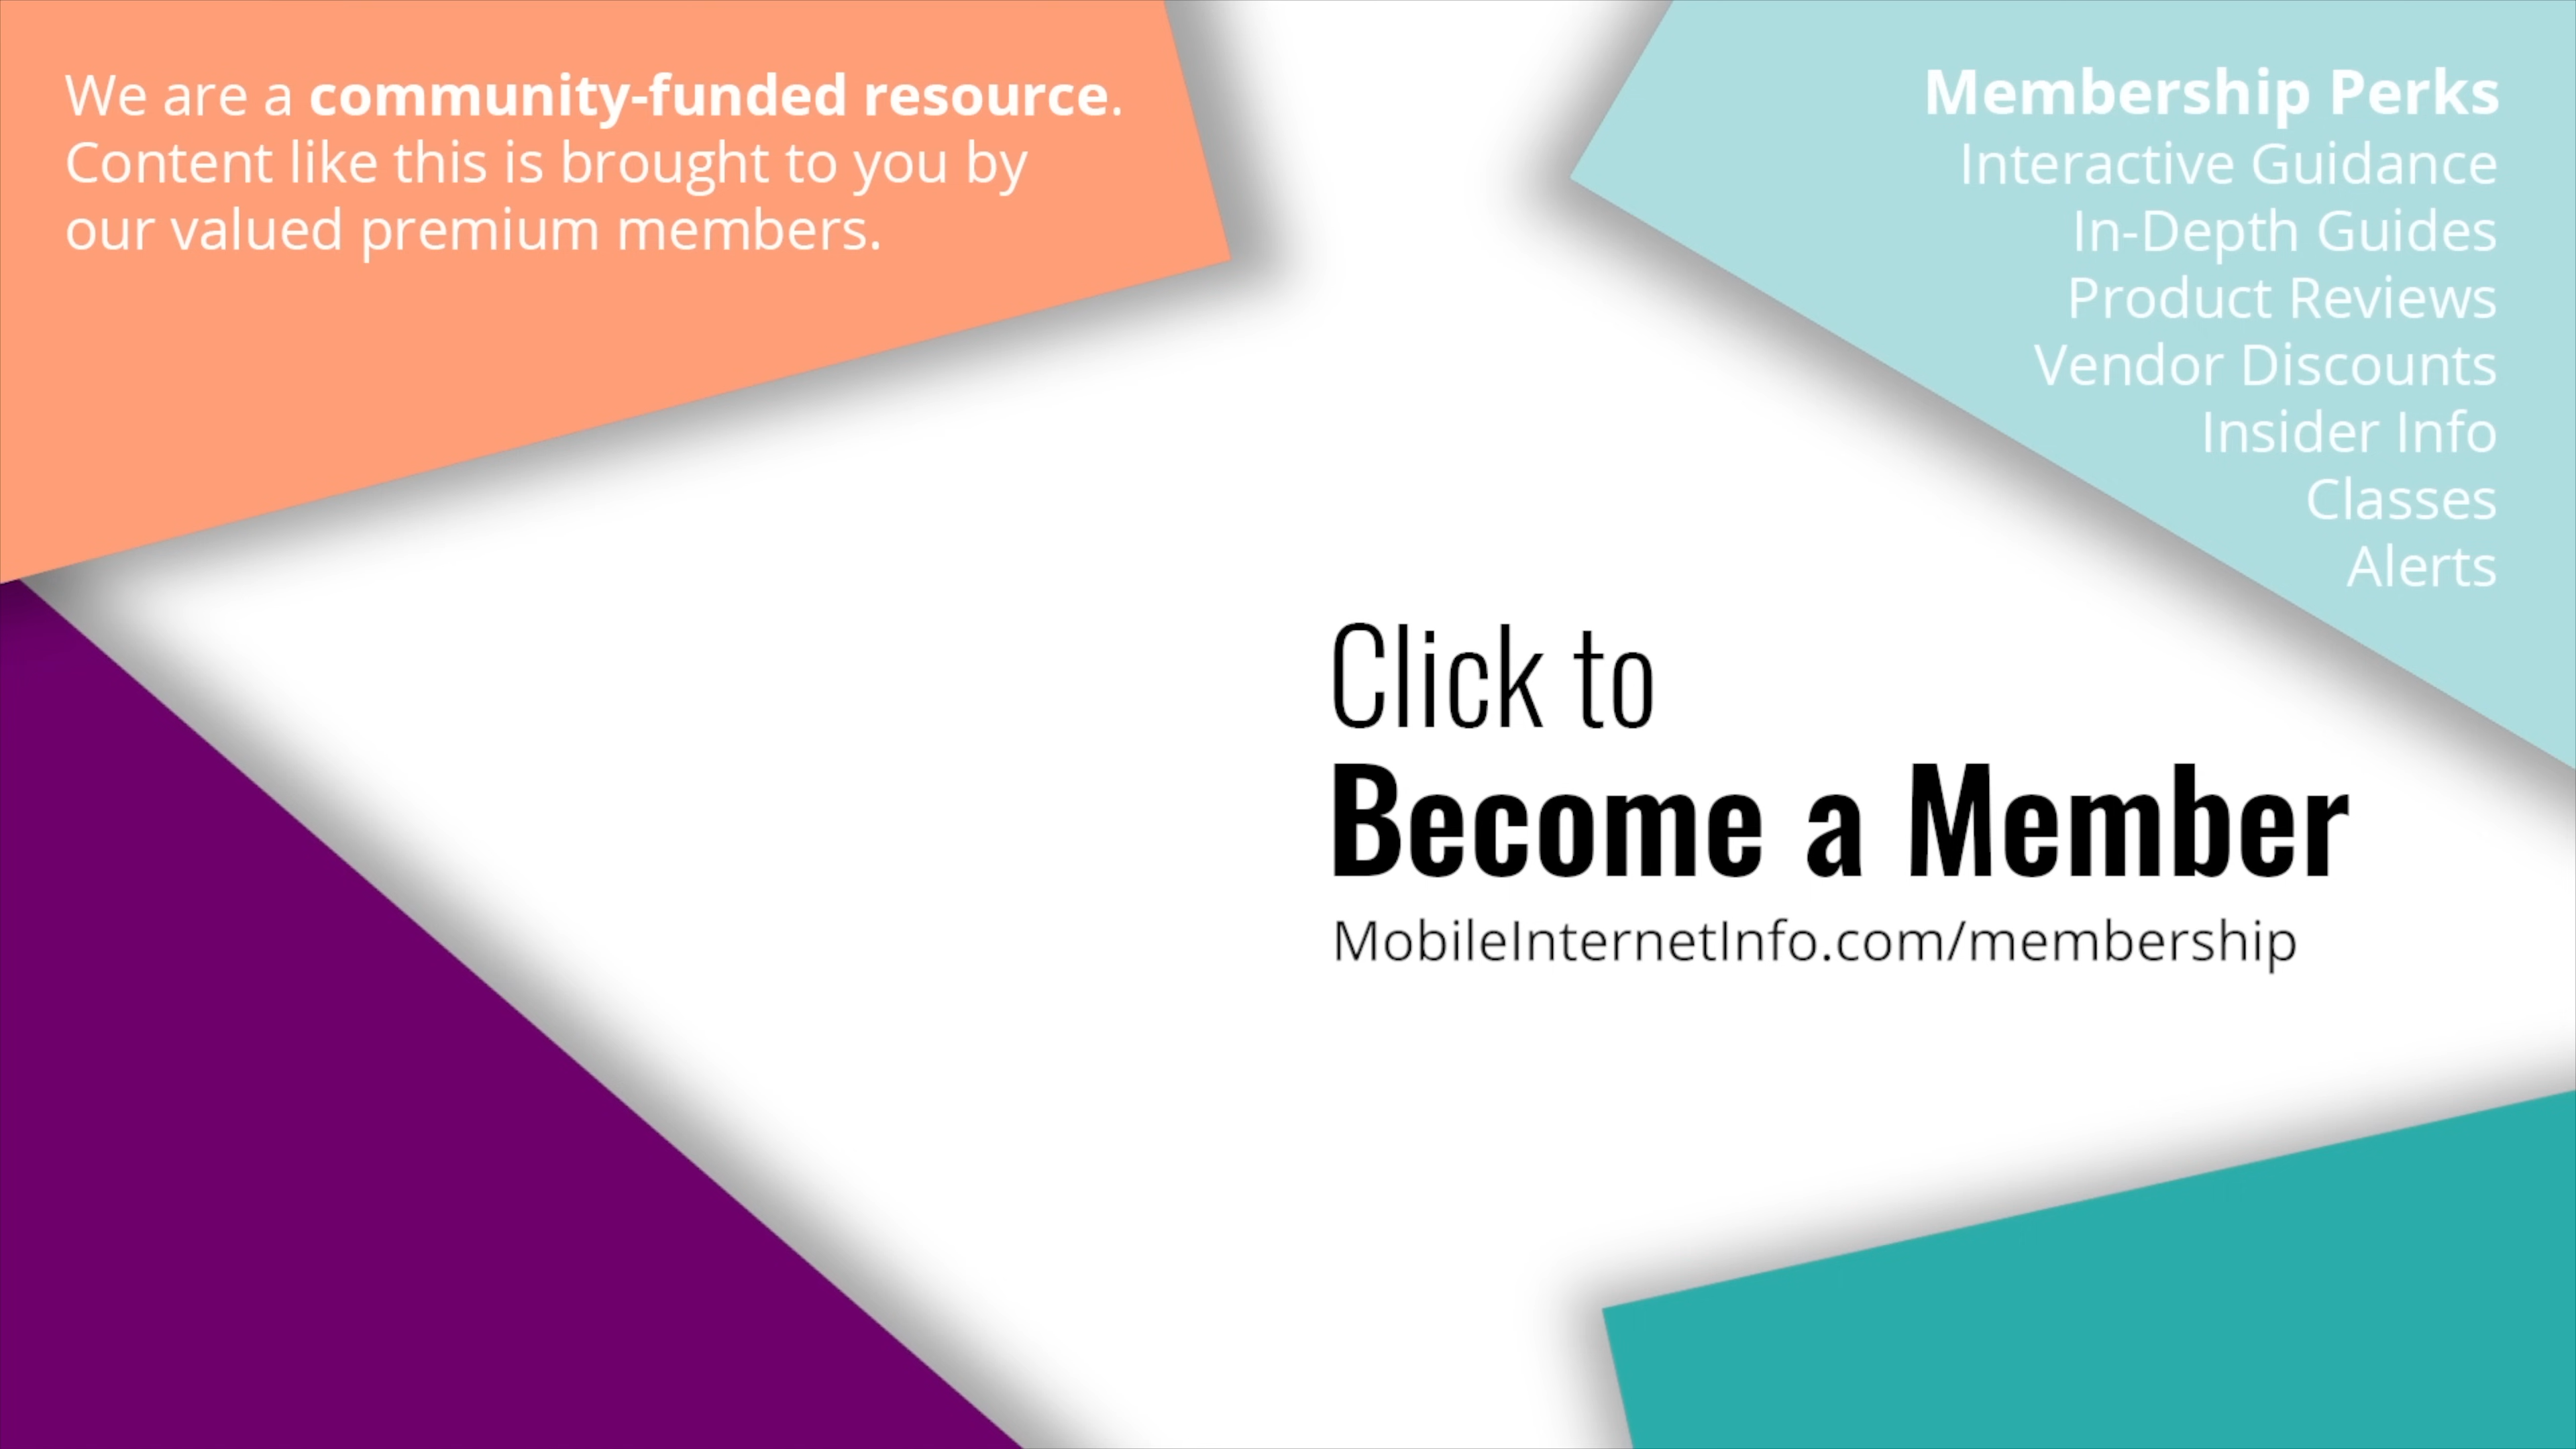 We are a community-funded resource.
Content like this is brought to you by
our valued premium members.
Membership Perks
Interactive Guidance
In-Depth Guides
Product Reviews
Vendor Discounts
Insider Info
Classes
Alerts
Click to
Become a Member
MobileInternetInfo.com/membership